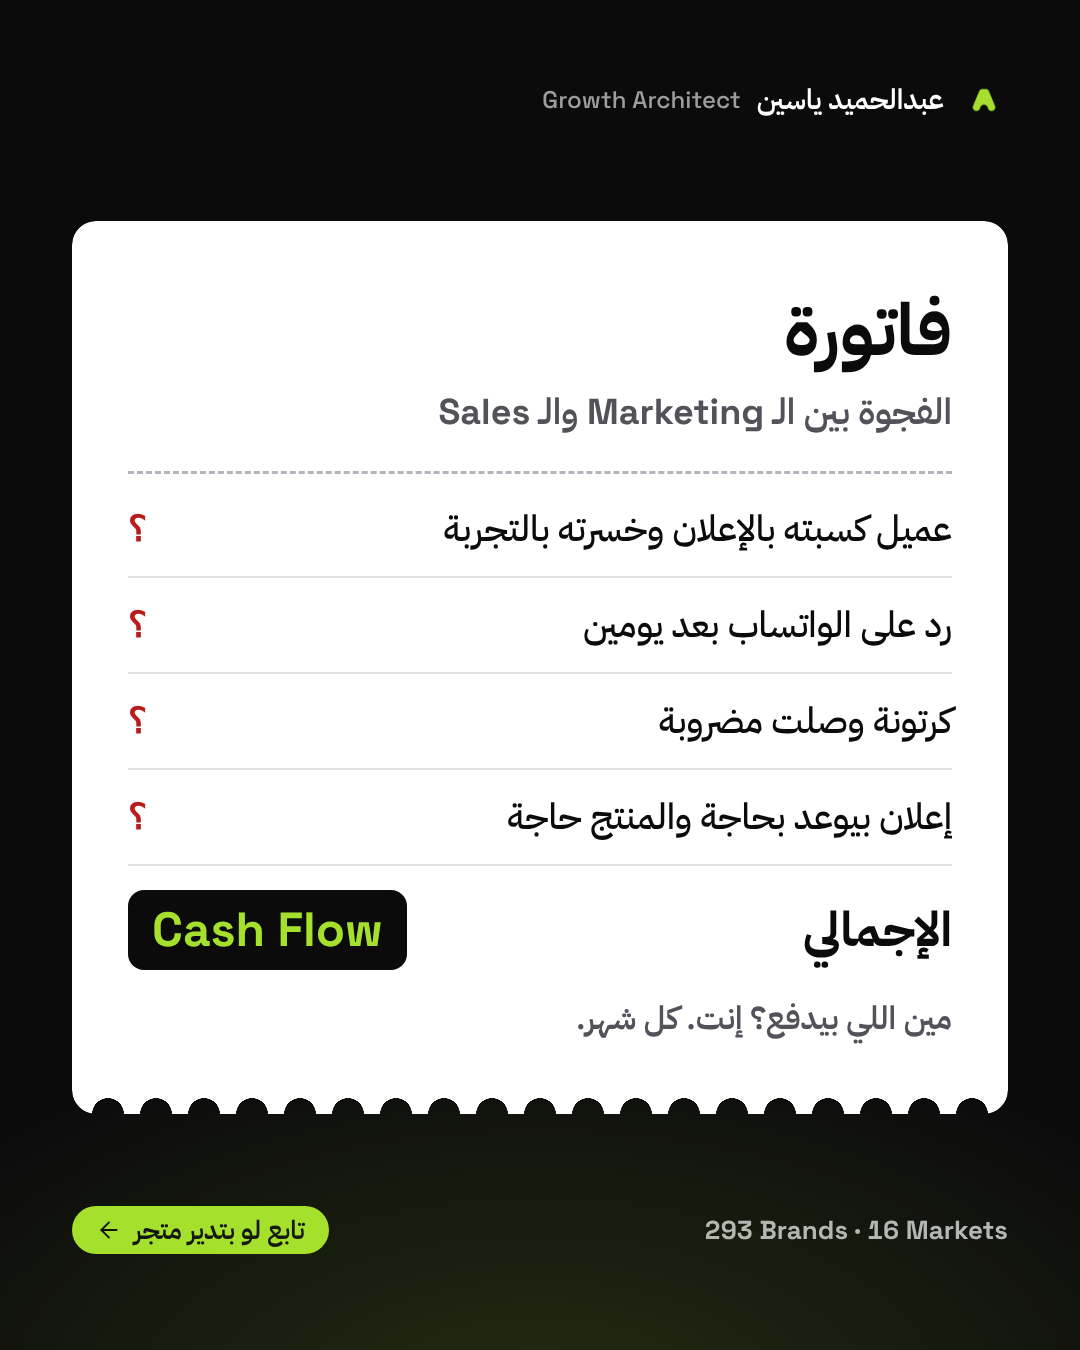 عبدالحميد ياسين Growth Architect
فاتورة
الفجوة بين الـ Marketing والـ Sales
عميل كسبته بالإعلان وخسرته بالتجربة ؟
رد على الواتساب بعد يومين ؟
كرتونة وصلت مضروبة ؟
إعلان بيوعد بحاجة والمنتج حاجة ؟
الإجمالي Cash Flow
مين اللي بيدفع؟ إنت. كل شهر.
293 Brands · 16 Markets
تابع لو بتدير متجر ←